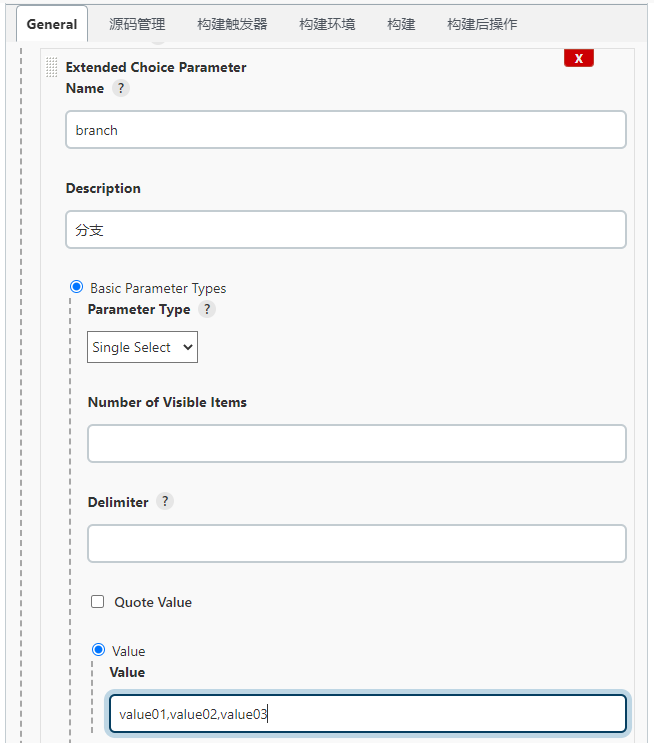 General 源码管理 构建触发器 构建环境 构建 构建后操作
Extended Choice Parameter
X
Name ?
branch
Description
分支
Basic Parameter Types
Parameter Type ?
Single Select
Number of Visible Items
Delimiter ?
Quote Value
Value
Value
value01,value02,value03